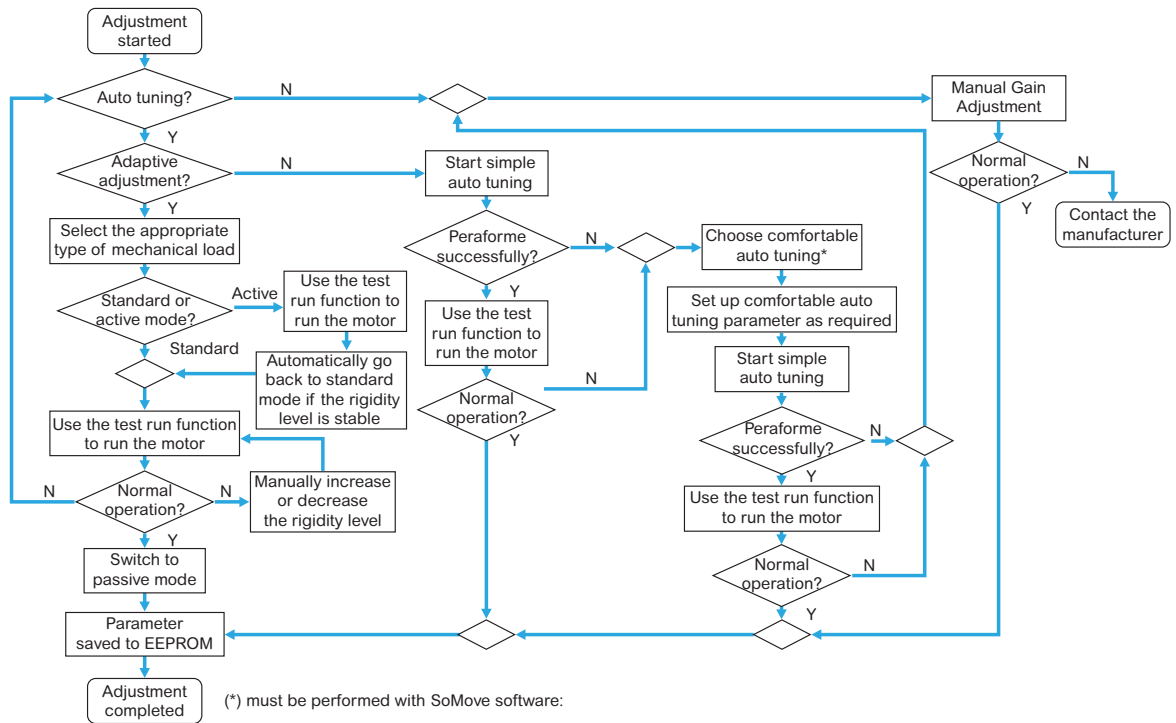 Adjustment
started
Auto tuning?
N
Y
Adaptive
adjustment?
N
Y
Select the appropriate
type of mechanical load
Standard or
active mode?
Active
Standard
Use the test
run function to
run the motor
Automatically go
back to standard
mode if the rigidity
level is stable
Use the test run function
to run the motor
Normal
operation?
N
N
Y
Manually increase
or decrease
the rigidity level
Switch to
passive mode
Parameter
saved to EEPROM
Adjustment
completed
Start simple
auto tuning
Peraforme
successfully?
N
Y
Use the test
run function to
run the motor
Normal
operation?
N
Y
Choose comfortable
auto tuning*
Set up comfortable auto
tuning parameter as required
Start simple
auto tuning
Peraforme
successfully?
N
Y
Use the test run function
to run the motor
Normal
operation?
N
Y
Manual Gain
Adjustment
Normal
operation?
N
Y
Contact the
manufacturer
(*) must be performed with SoMove software: